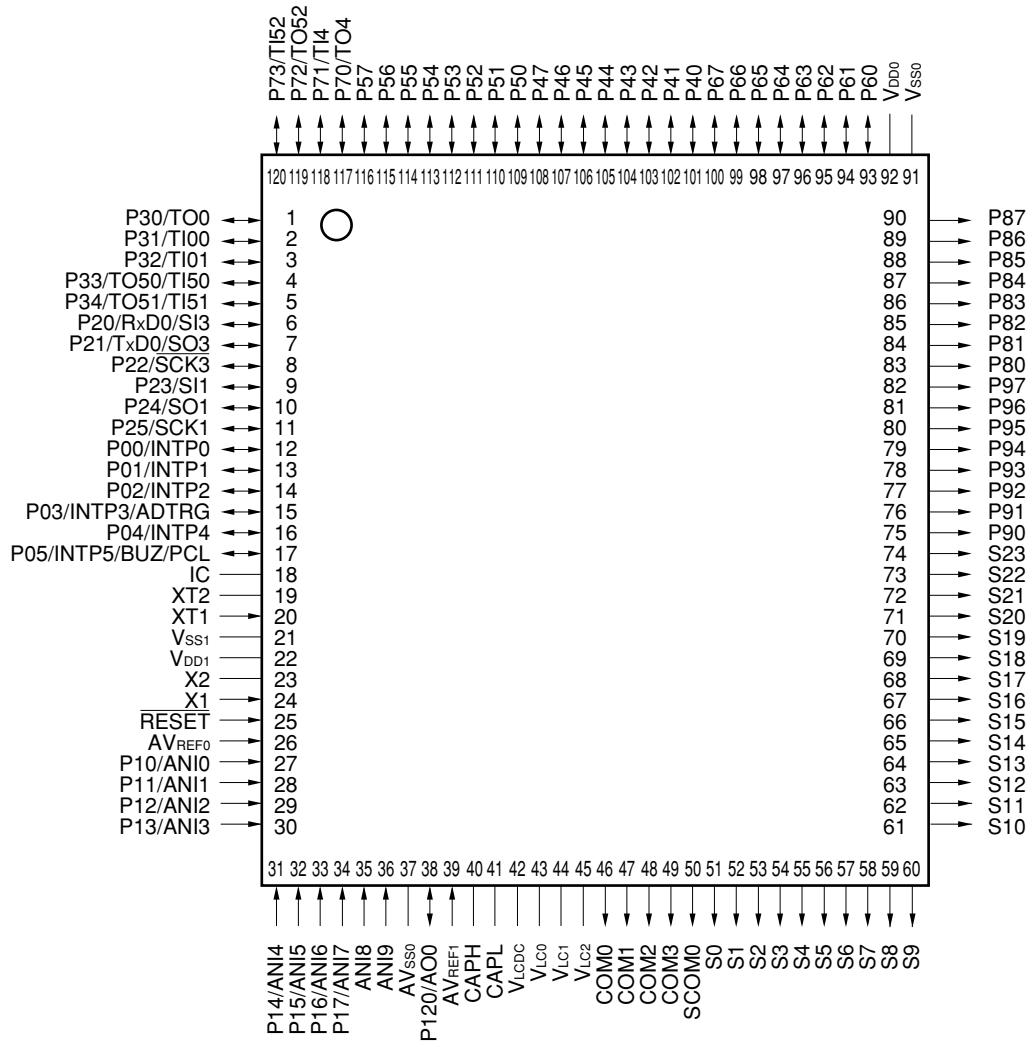 P73/TI52
P72/TO52
P71/TI4
P70/TO4
P57
P56
P55
P54
P53
P52
P51
P50
P47
P46
P45
P44
P43
P42
P41
P40
P67
P66
P65
P64
P63
P62
P61
P60
VDD0
VSS0
120 119 118 117 116 115 114 113 112 111 110 109 108 107 106 105 104 103 102 101 100 99 98 97 96 95 94 93 92 91
P30/TO0 1 90 P87
P31/TI00 2 89 P86
P32/TI01 3 88 P85
P33/TO50/TI50 4 87 P84
P34/TO51/TI51 5 86 P83
P20/RxD0/SI3 6 85 P82
P21/TxD0/SO3 7 84 P81
P22/SCK3 8 83 P80
P23/SI1 9 82 P97
P24/SO1 10 81 P96
P25/SCK1 11 80 P95
P00/INTP0 12 79 P94
P01/INTP1 13 78 P93
P02/INTP2 14 77 P92
P03/INTP3/ADTRG 15 76 P91
P04/INTP4 16 75 P90
P05/INTP5/BUZ/PCL 17 74 S23
IC 18 73 S22
XT2 19 72 S21
XT1 20 71 S20
VSS1 21 70 S19
VDD1 22 69 S18
X2 23 68 S17
X1 24 67 S16
RESET 25 66 S15
AVREF0 26 65 S14
P10/ANI0 27 64 S13
P11/ANI1 28 63 S12
P12/ANI2 29 62 S11
P13/ANI3 30 61 S10
31 32 33 34 35 36 37 38 39 40 41 42 43 44 45 46 47 48 49 50 51 52 53 54 55 56 57 58 59 60
P14/ANI4
P15/ANI5
P16/ANI6
P17/ANI7
ANI8
ANI9
AVSS0
P120/AO0
AVREF1
CAPH
CAPL
VLCDC
VLC0
VLC1
VLC2
COM0
COM1
COM2
COM3
SCOM0
S0
S1
S2
S3
S4
S5
S6
S7
S8
S9